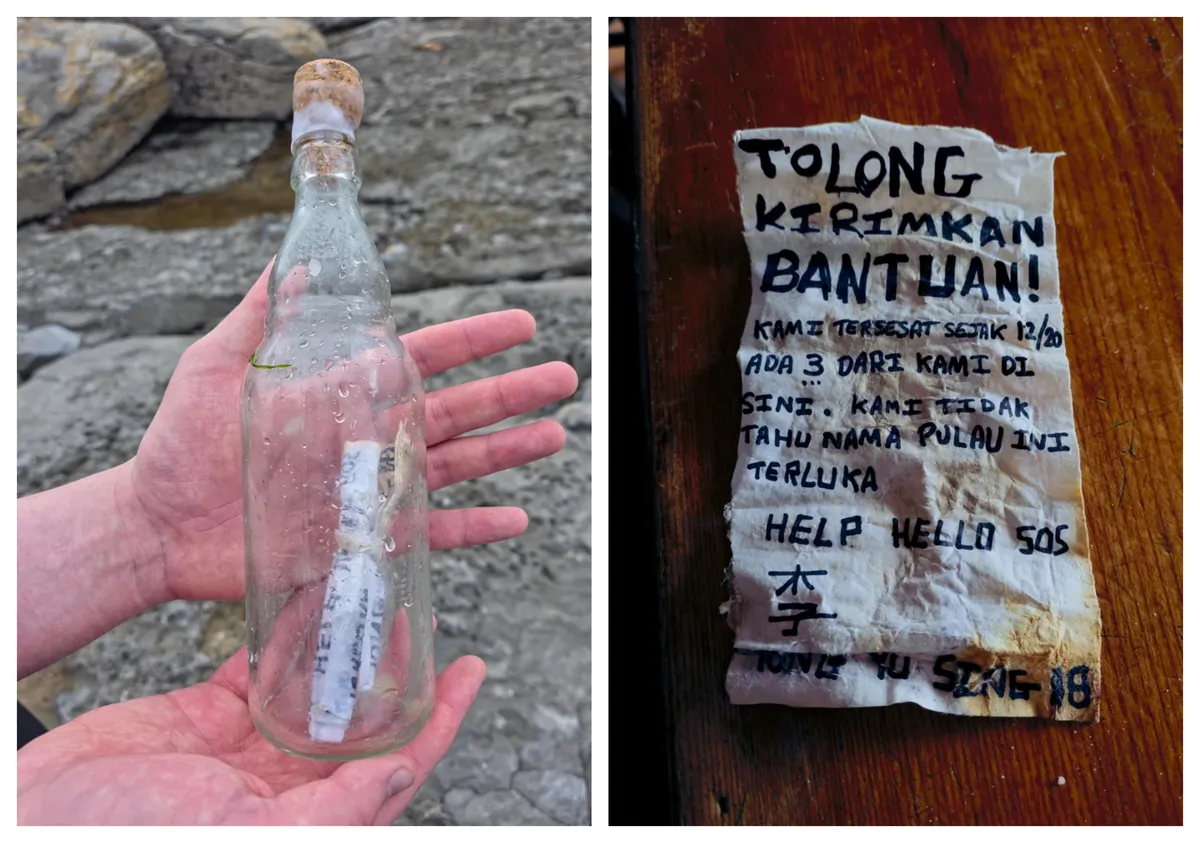 TOLONG
KIRIMKAN
BANTUAN!
KAMI TERSESAT SEJAK 12/20
ADA 3 DARI KAMI DI
SINI. KAMI TIDAK
TAHU NAMA PULAU INI
TERLUKA
HELP HELLO SOS
李
YU SING 18